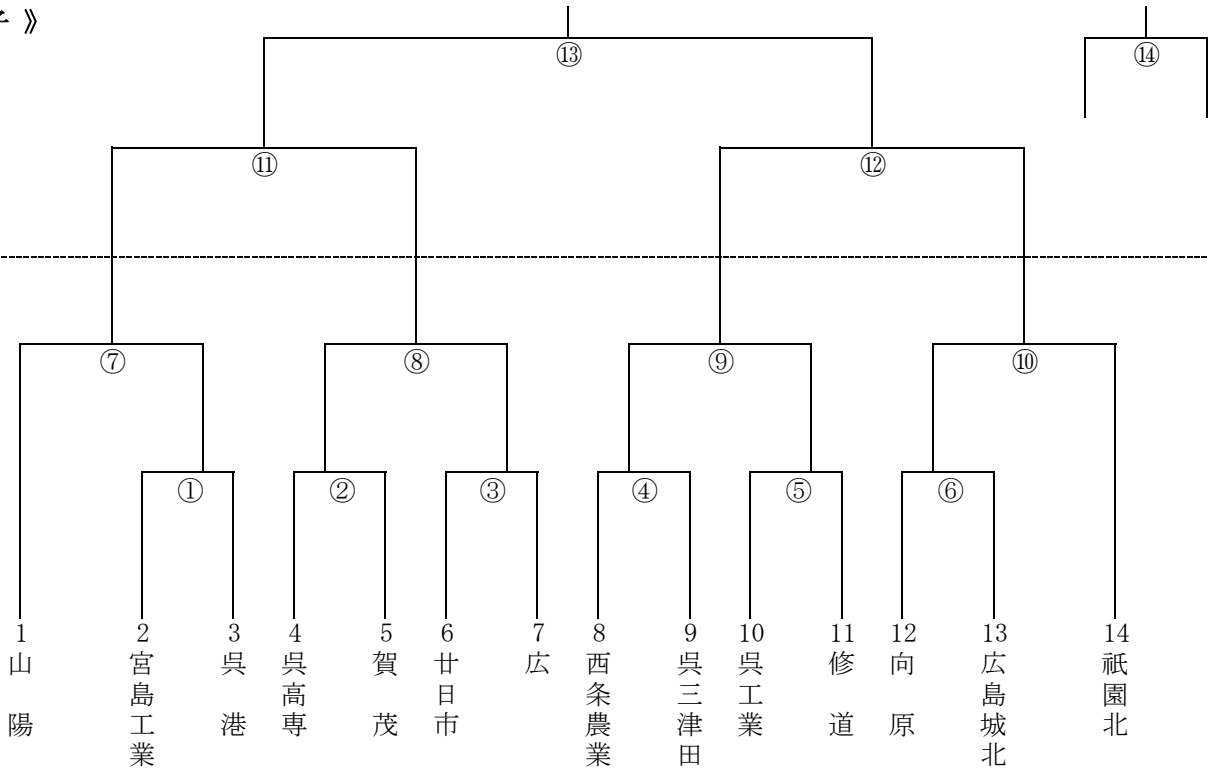 》
⑬
⑭
⑪
⑫
⑦
⑧
⑨
⑩
①
②
③
④
⑤
⑥
1 山陽
2 宮島工業
3 呉港
4 呉高専
5 賀茂
6 廿日市
7 広
8 西条農業
9 呉三津田
10 呉工業
11 修道
12 向原
13 広島城北
14 祇園北